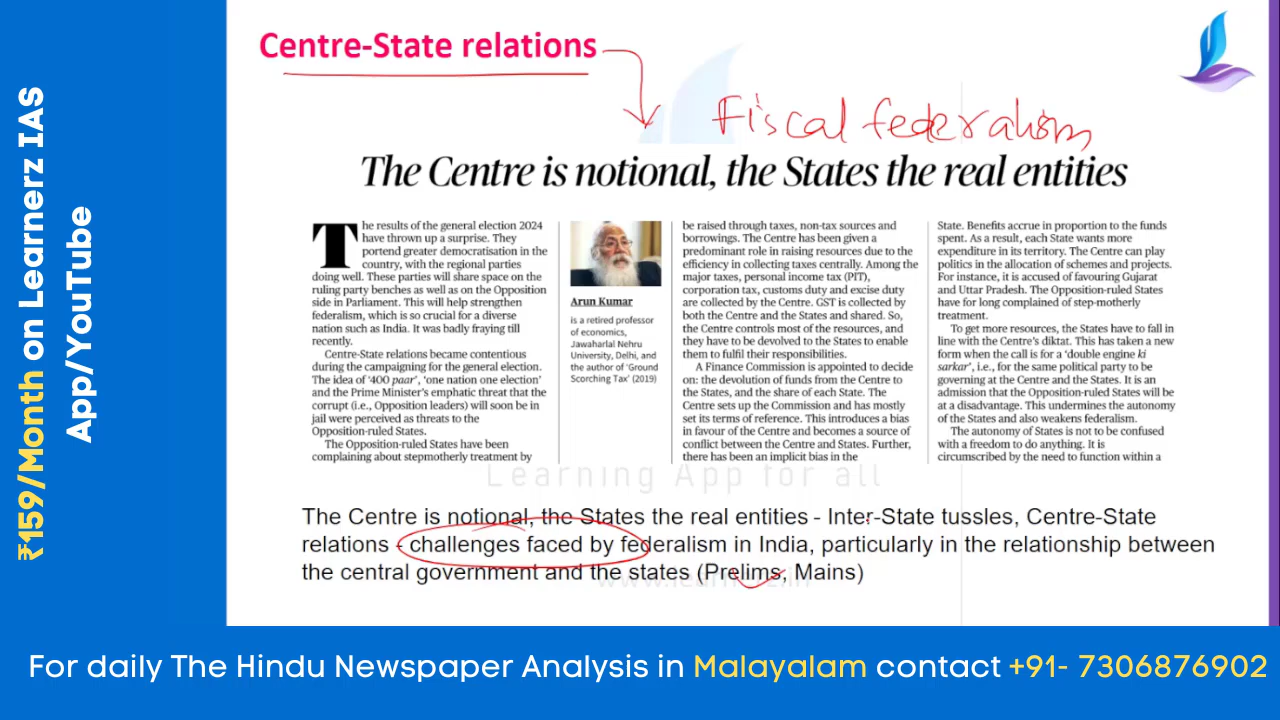 ₹159/Month on Learnerz IAS
App/YouTube
Centre-State relations
Fiscal federalism
The Centre is notional, the States the real entities
The results of the general election 2024
have thrown up a surprise. They
portend greater democratisation in the
country, with the regional parties
doing well. These parties will share space on the
ruling party benches as well as on the Opposition
side in Parliament. This will help strengthen
federalism, which is so crucial for a diverse
nation such as India. It was badly fraying till
recently.
Centre-State relations became contentious
during the campaigning for the general election.
The idea of ‘400 paar’, ‘one nation one election’
and the Prime Minister’s emphatic threat that the
corrupt (i.e., Opposition leaders) will soon be in
jail were perceived as threats to the
Opposition-ruled States.
The Opposition-ruled States have been
complaining about stepmotherly treatment by
Arun Kumar
is a retired professor
of economics,
Jawaharlal Nehru
University, Delhi, and
the author of ‘Ground
Scorching Tax’ (2019)
be raised through taxes, non-tax sources and
borrowings. The Centre has been given a
predominant role in raising resources due to the
efficiency in collecting taxes centrally. Among the
major taxes, personal income tax (PIT),
corporation tax, customs duty and excise duty
are collected by the Centre. GST is collected by
both the Centre and the States and shared. So,
the Centre controls most of the resources, and
they have to be devolved to the States to enable
them to fulfil their responsibilities.
A Finance Commission is appointed to decide
on: the devolution of funds from the Centre to
the States, and the share of each State. The
Centre sets up the Commission and has mostly
set its terms of reference. This introduces a bias
in favour of the Centre and becomes a source of
conflict between the Centre and States. Further,
there has been an implicit bias in the
State. Benefits accrue in proportion to the funds
spent. As a result, each State wants more
expenditure in its territory. The Centre can play
politics in the allocation of schemes and projects.
For instance, it is accused of favouring Gujarat
and Uttar Pradesh. The Opposition-ruled States
have for long complained of step-motherly
treatment.
To get more resources, the States have to fall in
line with the Centre’s diktat. This has taken a new
form when the call is for a ‘double engine ki
sarkar’, i.e., for the same political party to be
governing at the Centre and the States. It is an
admission that the Opposition-ruled States will be
at a disadvantage. This undermines the autonomy
of the States and also weakens federalism.
The autonomy of States is not to be confused
with a freedom to do anything. It is
circumscribed by the need to function within a
Learning App for all
The Centre is notional, the States the real entities - Inter-State tussles, Centre-State
relations - challenges faced by federalism in India, particularly in the relationship between
the central government and the states (Prelims, Mains)
For daily The Hindu Newspaper Analysis in Malayalam contact +91- 7306876902